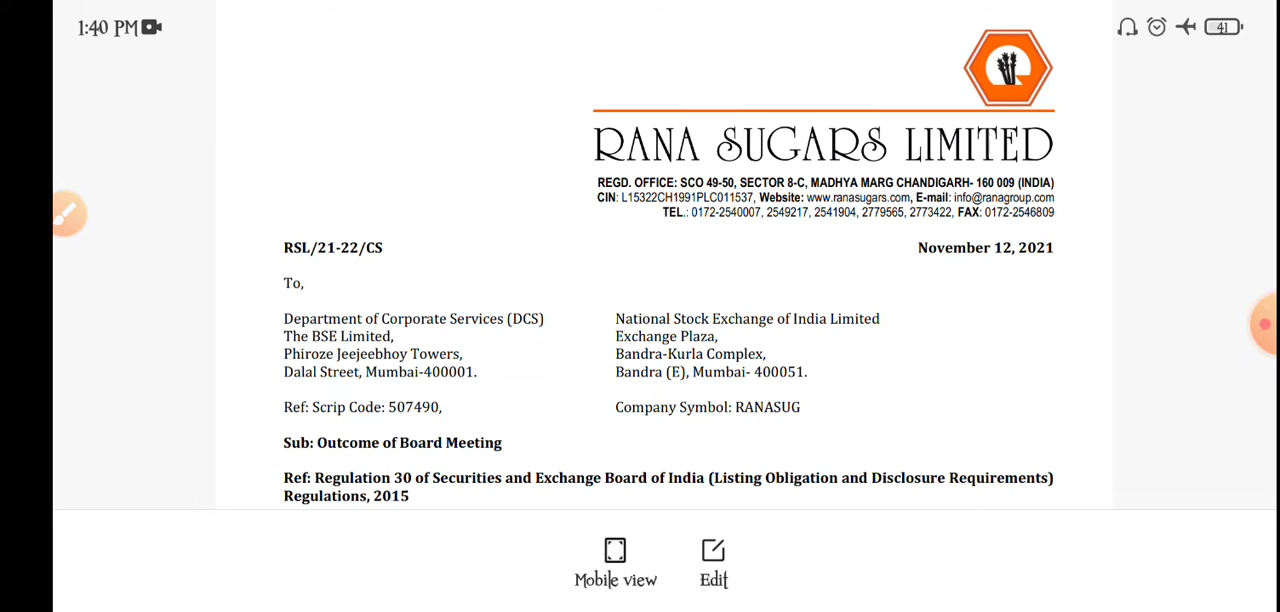 1:40 PM
41
RANA SUGARS LIMITED
REGD. OFFICE: SCO 49-50, SECTOR 8-C, MADHYA MARG CHANDIGARH- 160 009 (INDIA)
CIN: L15322CH1991PLC011537, Website: www.ranasugars.com, E-mail: info@ranagroup.com
TEL.: 0172-2540007, 2549217, 2541904, 2779565, 2773422, FAX: 0172-2546809
RSL/21-22/CS November 12, 2021
To,
Department of Corporate Services (DCS)
The BSE Limited,
Phiroze Jeejeebhoy Towers,
Dalal Street, Mumbai-400001.
National Stock Exchange of India Limited
Exchange Plaza,
Bandra-Kurla Complex,
Bandra (E), Mumbai- 400051.
Ref: Scrip Code: 507490, Company Symbol: RANASUG
Sub: Outcome of Board Meeting
Ref: Regulation 30 of Securities and Exchange Board of India (Listing Obligation and Disclosure Requirements)
Regulations, 2015
Mobile view
Edit